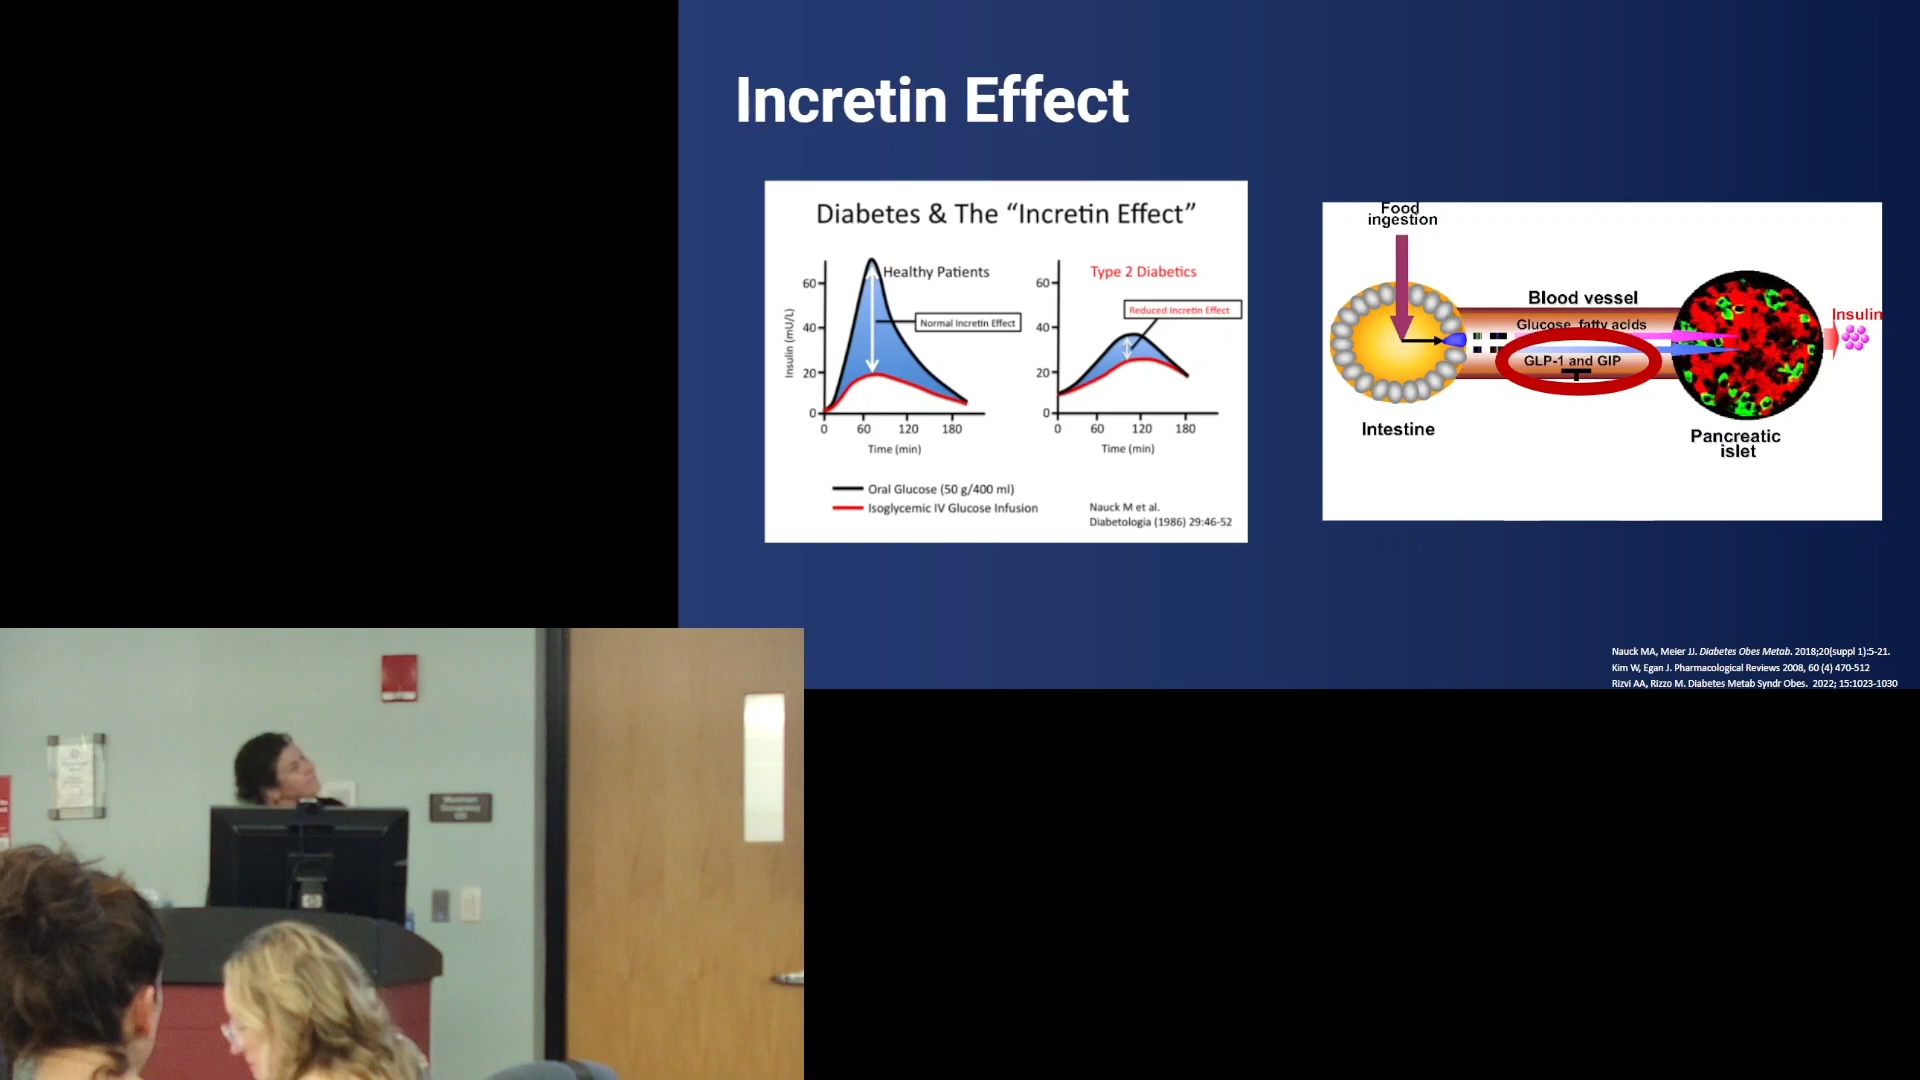 Incretin Effect
Diabetes & The “Incretin Effect”
Healthy Patients
Normal Incretin Effect
Insulin (mU/L)
60
40
20
0
0 60 120 180
Time (min)
Type 2 Diabetics
Reduced Incretin Effect
60
40
20
0
0 60 120 180
Time (min)
Oral Glucose (50 g/400 ml)
Isoglycemic IV Glucose Infusion
Nauck M et al.
Diabetologia (1986) 29:46-52
Food
ingestion
Blood vessel
Glucose, fatty acids
GLP-1 and GIP
Insulin
Intestine
Pancreatic
islet
Nauck MA, Meier JJ. Diabetes Obes Metab. 2018;20(suppl 1):5-21.
Kim W, Egan J. Pharmacological Reviews 2008, 60 (4) 470-512
Rizvi AA, Rizzo M. Diabetes Metab Syndr Obes. 2022; 15:1023-1030
hp